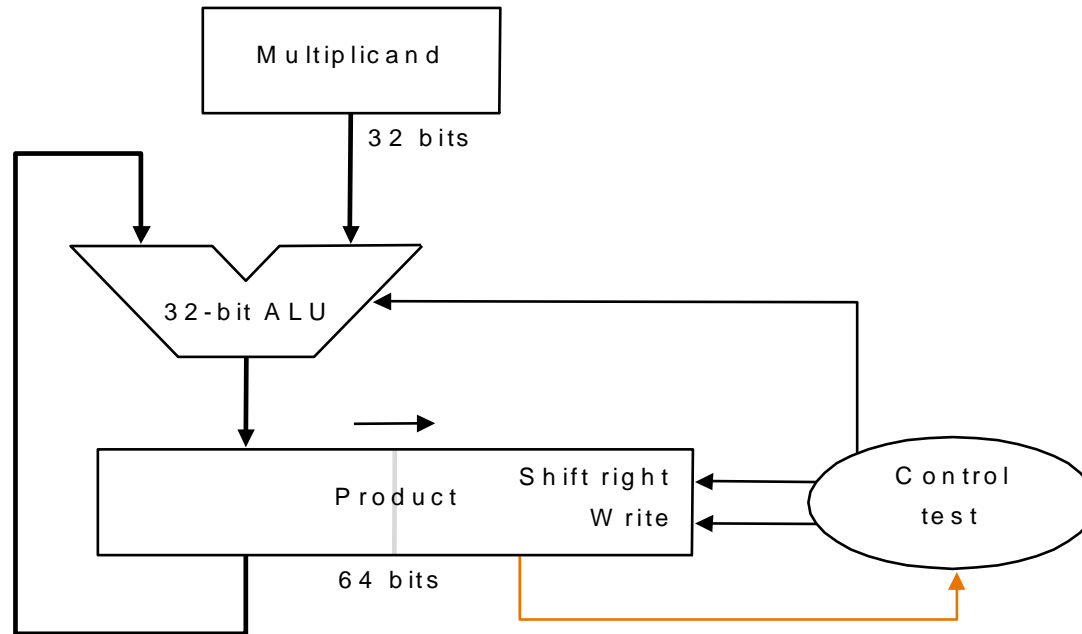 Multiplicand
32 bits
32-bit ALU
Product
Shift right
Write
64 bits
Control
test